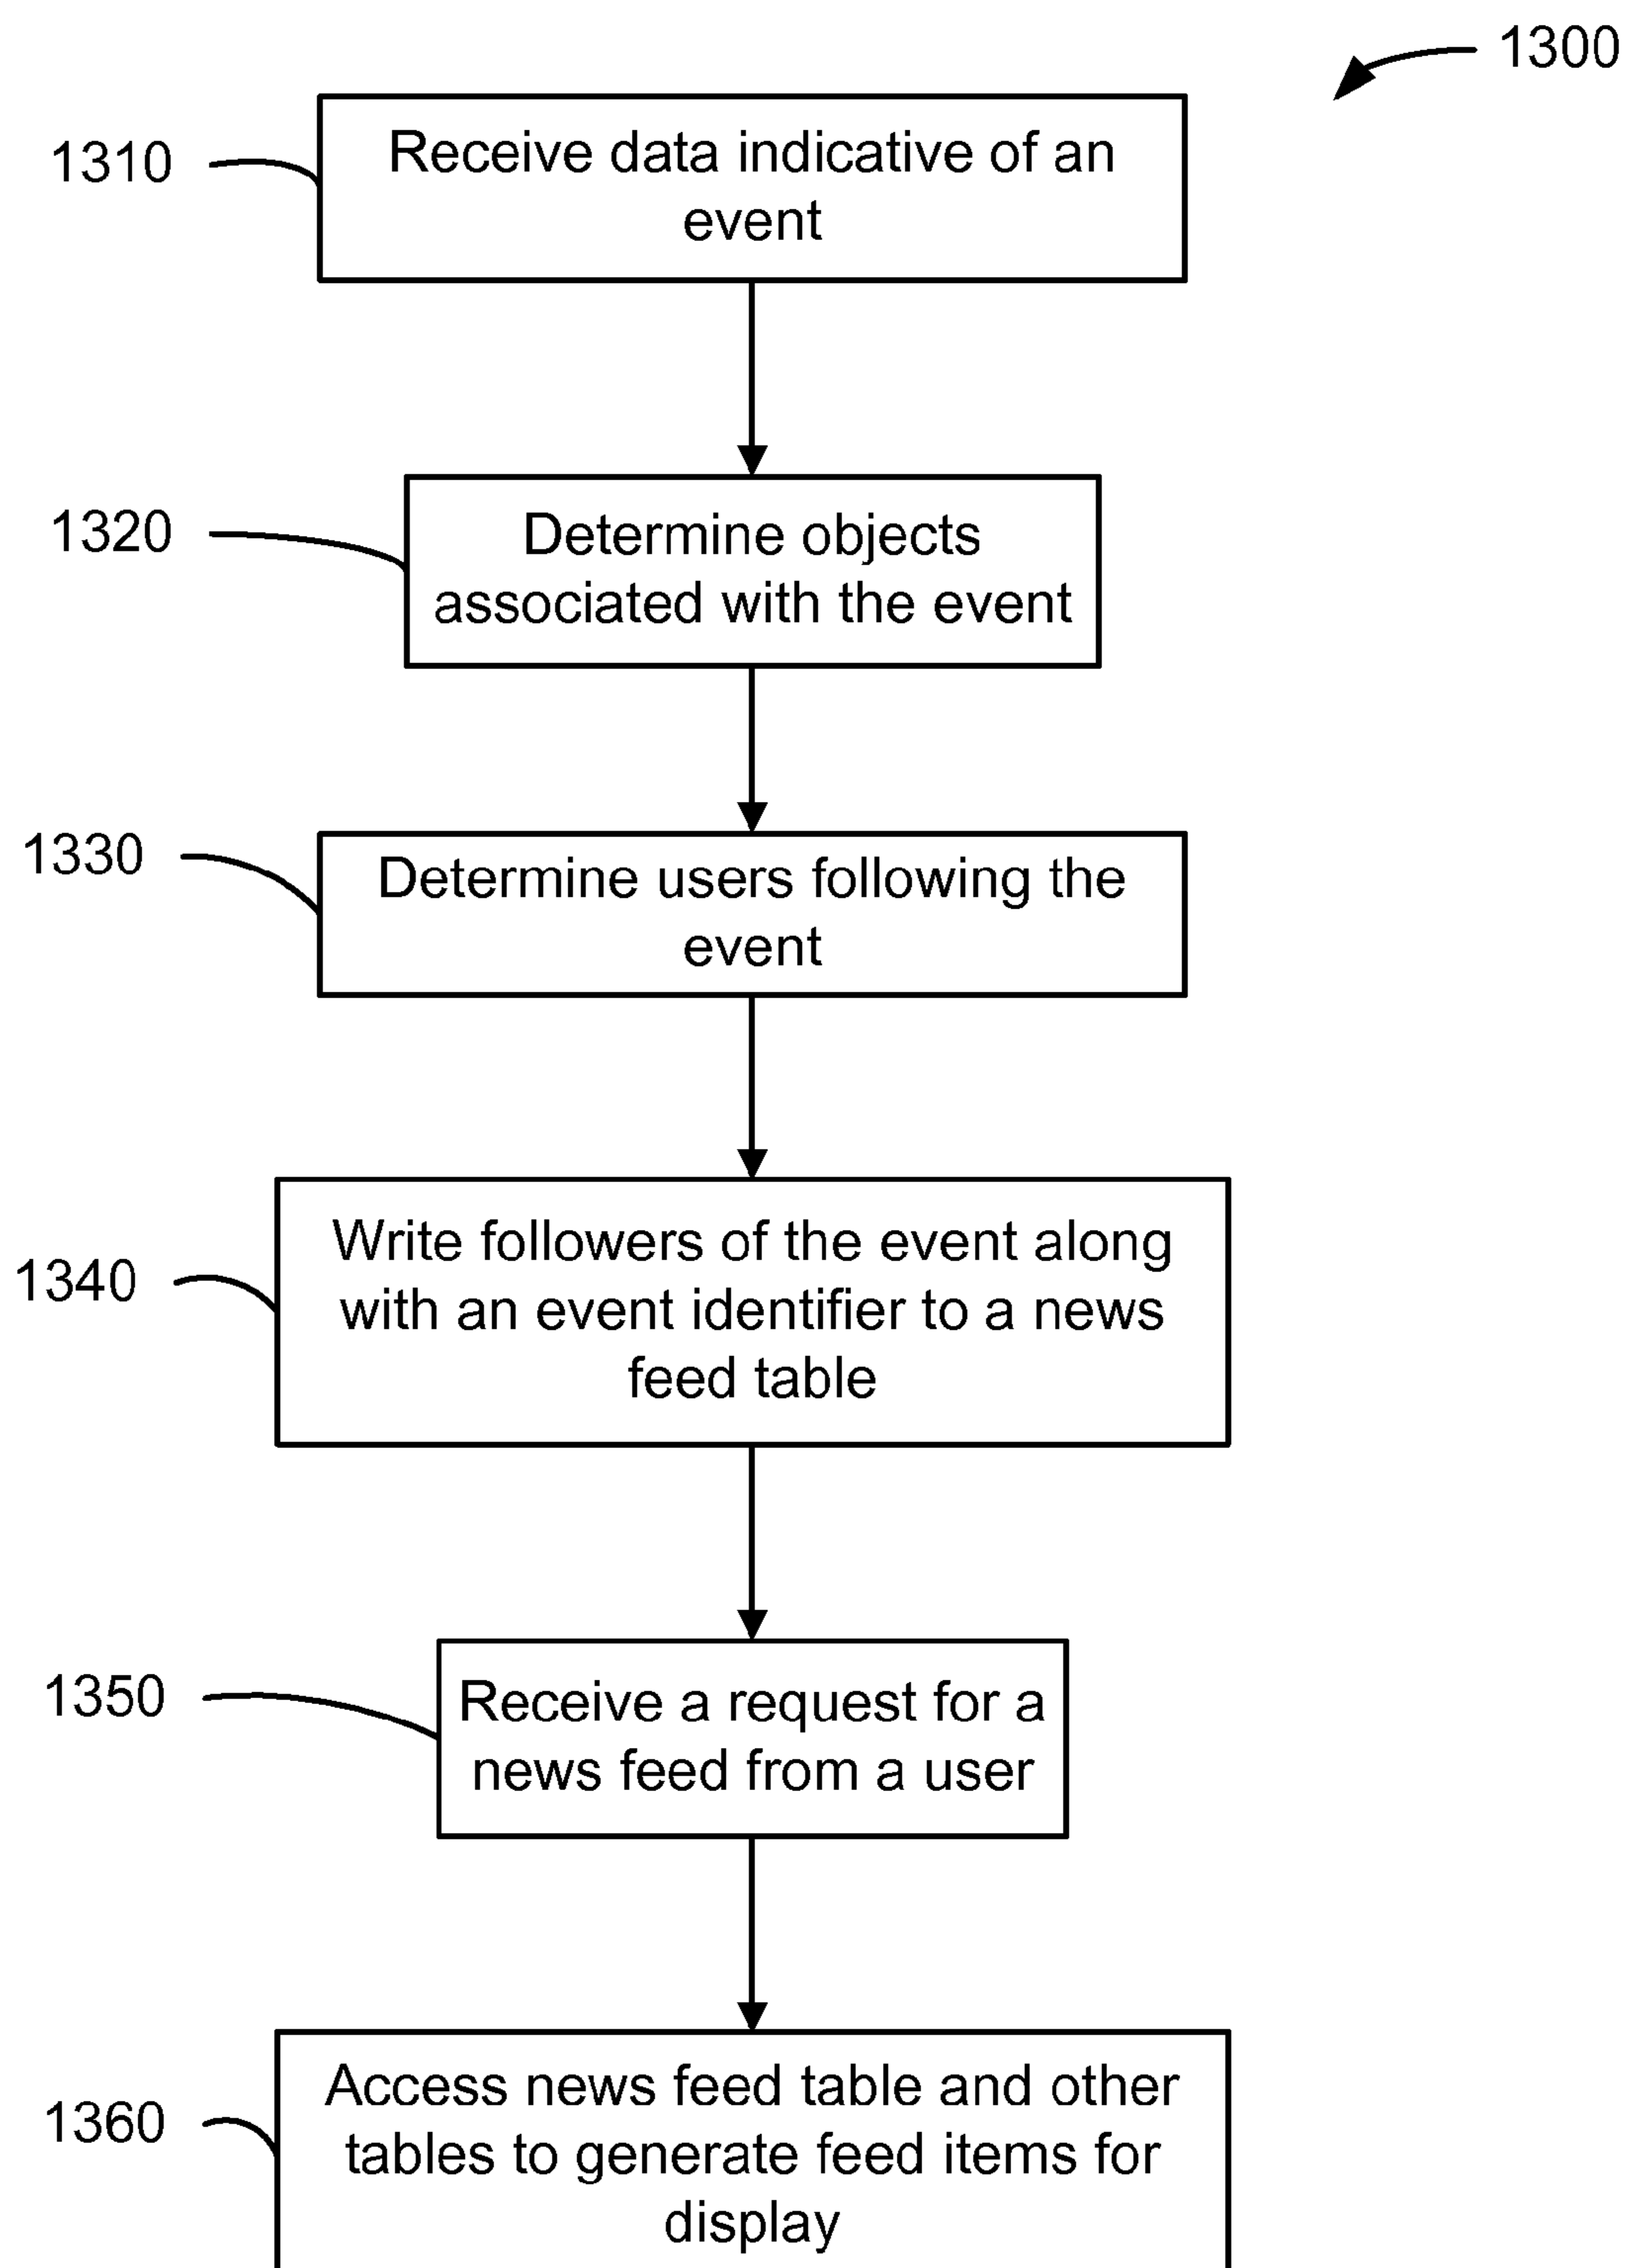 1300
1310
Receive data indicative of an
event
1320
Determine objects
associated with the event
1330
Determine users following the
event
1340
Write followers of the event along
with an event identifier to a news
feed table
1350
Receive a request for a
news feed from a user
1360
Access news feed table and other
tables to generate feed items for
display